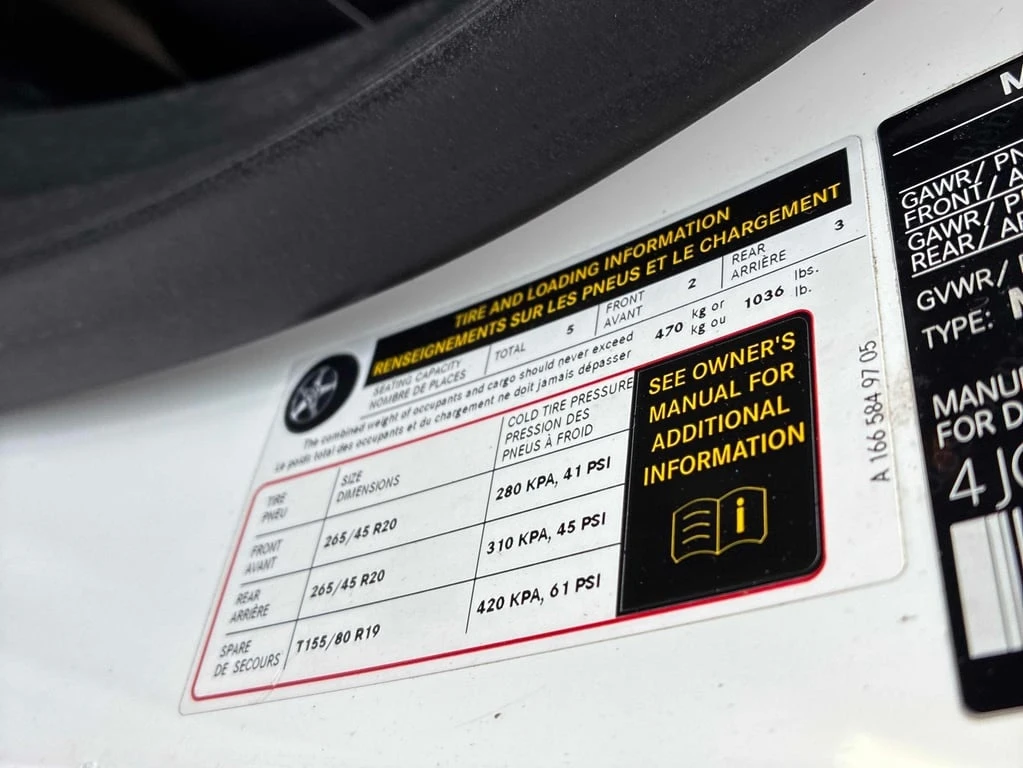 TIRE AND LOADING INFORMATION
RENSEIGNEMENTS SUR LES PNEUS ET LE CHARGEMENT
SEATING CAPACITY
NOMBRE DE PLACES
TOTAL 5
FRONT
AVANT
2
REAR
ARRIÈRE
3
The combined weight of occupants and cargo should never exceed
Le poids total des occupants et du chargement ne doit jamais dépasser
470 kg or 1036 lbs.
kg ou lb.
TIRE
PNEU
SIZE
DIMENSIONS
COLD TIRE PRESSURE
PRESSION DES
PNEUS À FROID
FRONT
AVANT
265/45 R20
280 KPA, 41 PSI
REAR
ARRIÈRE
265/45 R20
310 KPA, 45 PSI
SPARE
DE SECOURS
T155/80 R19
420 KPA, 61 PSI
SEE OWNER'S
MANUAL FOR
ADDITIONAL
INFORMATION
i
A 166 584 97 05
GAWR/
FRONT/
GAWR/
REAR/
GVWR/
TYPE:
4 J